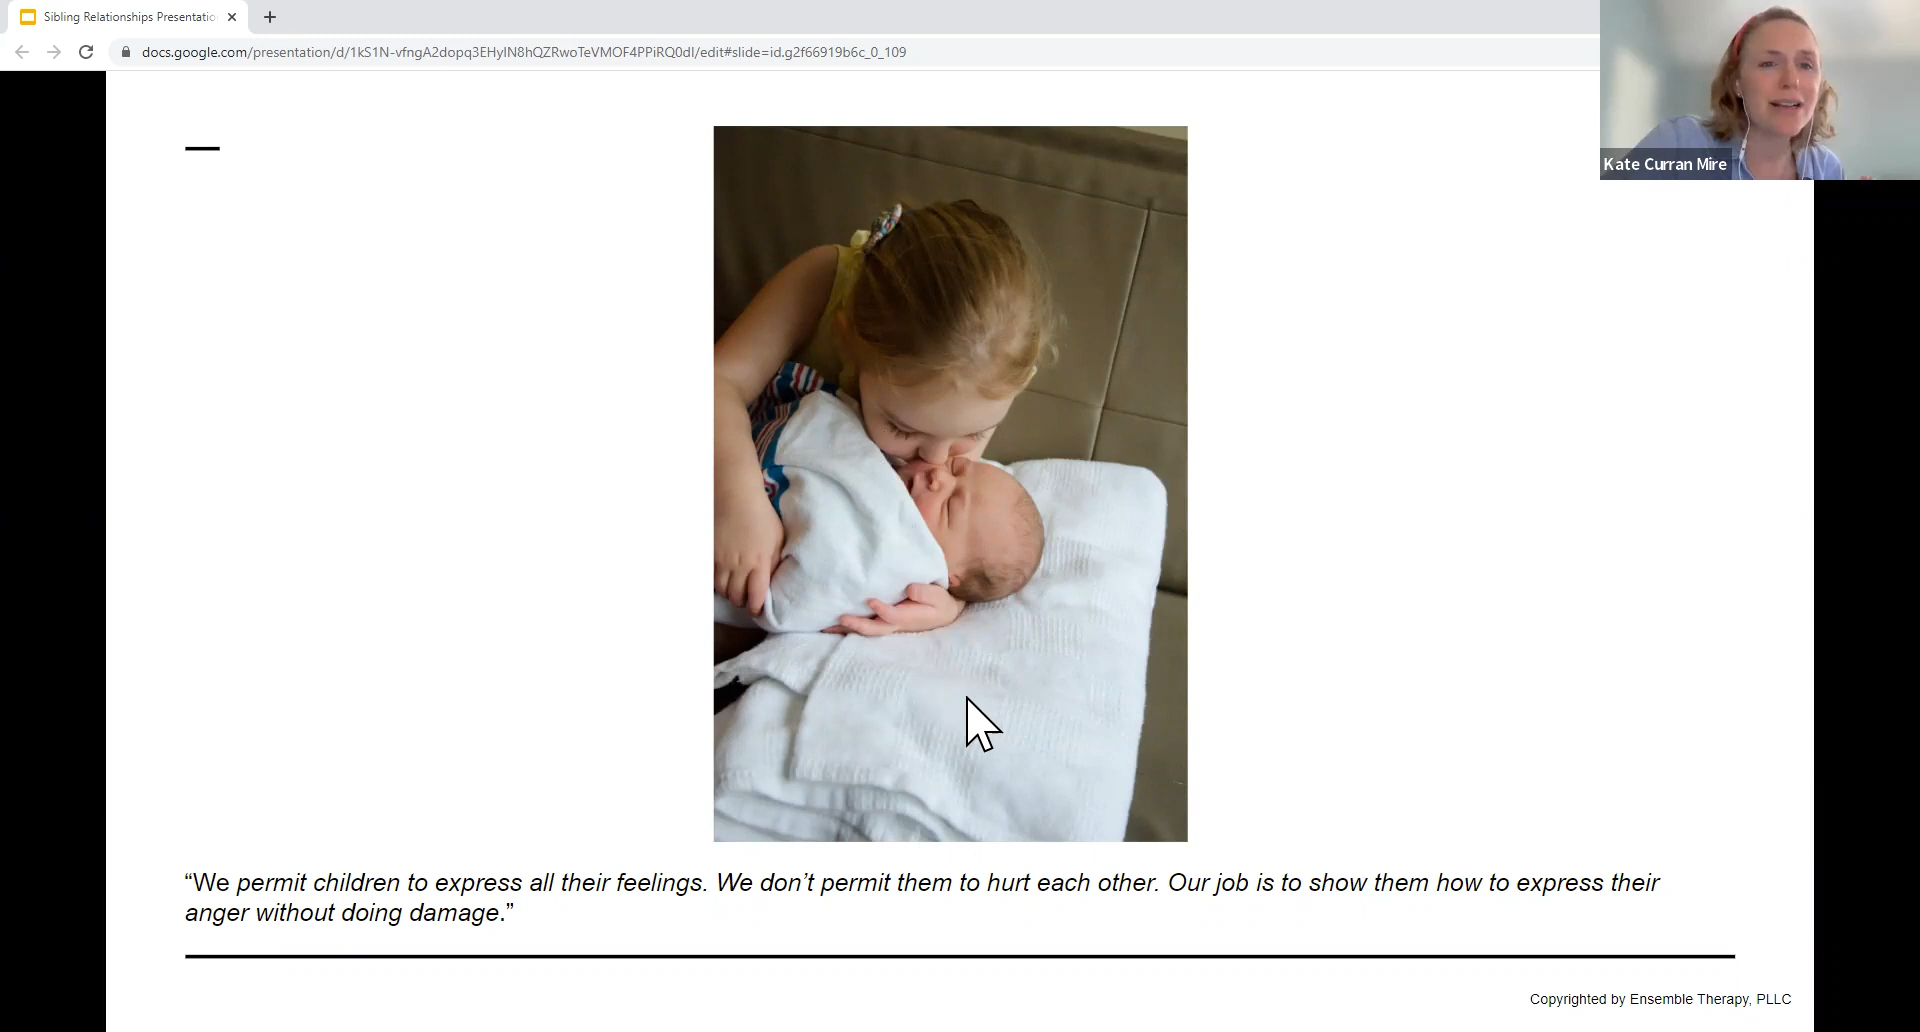 Sibling Relationships Presentatio
docs.google.com/presentation/d/1kS1N-vfngA2dopq3EHyIN8hQZRwoTeVMOF4PPiRQ0dI/edit#slide=id.g2f66919b6c_0_109
Kate Curran Mire
“We permit children to express all their feelings. We don’t permit them to hurt each other. Our job is to show them how to express their
anger without doing damage.”
Copyrighted by Ensemble Therapy, PLLC